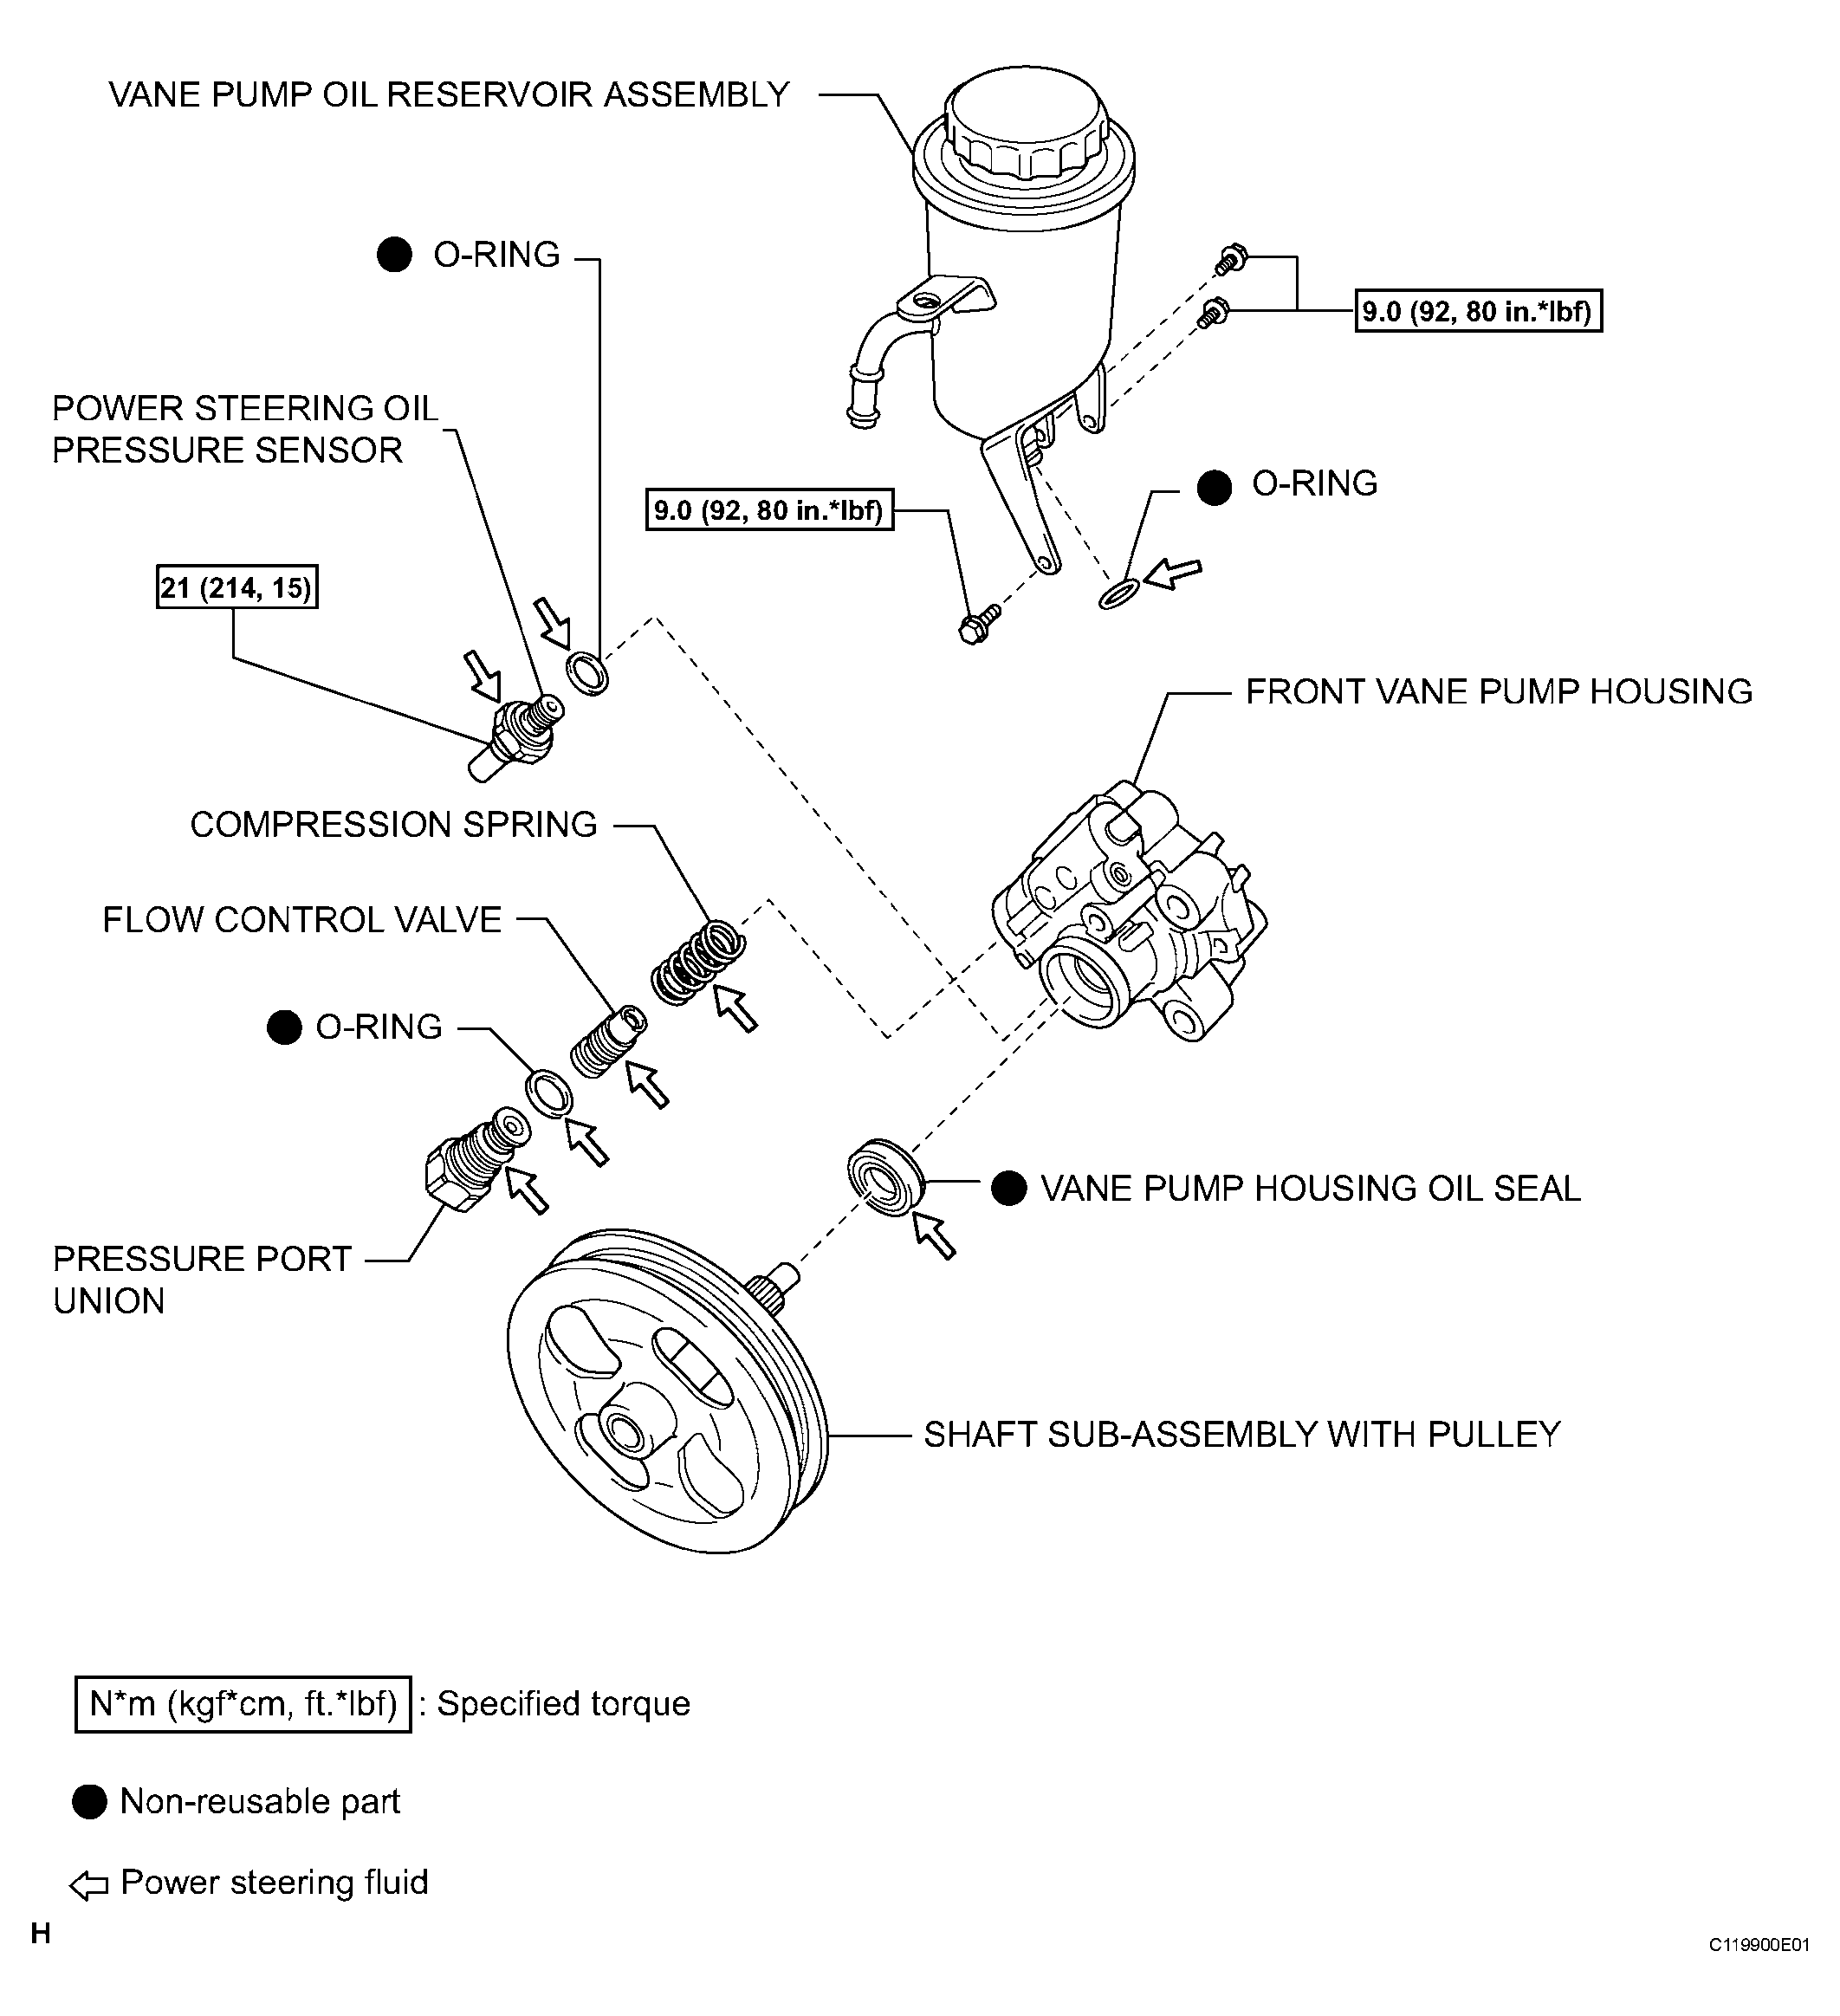 VANE PUMP OIL RESERVOIR ASSEMBLY
O-RING
9.0 (92, 80 in.*lbf)
POWER STEERING OIL
PRESSURE SENSOR
O-RING
9.0 (92, 80 in.*lbf)
21 (214, 15)
FRONT VANE PUMP HOUSING
COMPRESSION SPRING
FLOW CONTROL VALVE
O-RING
VANE PUMP HOUSING OIL SEAL
PRESSURE PORT
UNION
SHAFT SUB-ASSEMBLY WITH PULLEY
N*m (kgf*cm, ft.*lbf) : Specified torque
Non-reusable part
Power steering fluid
H
C119900E01